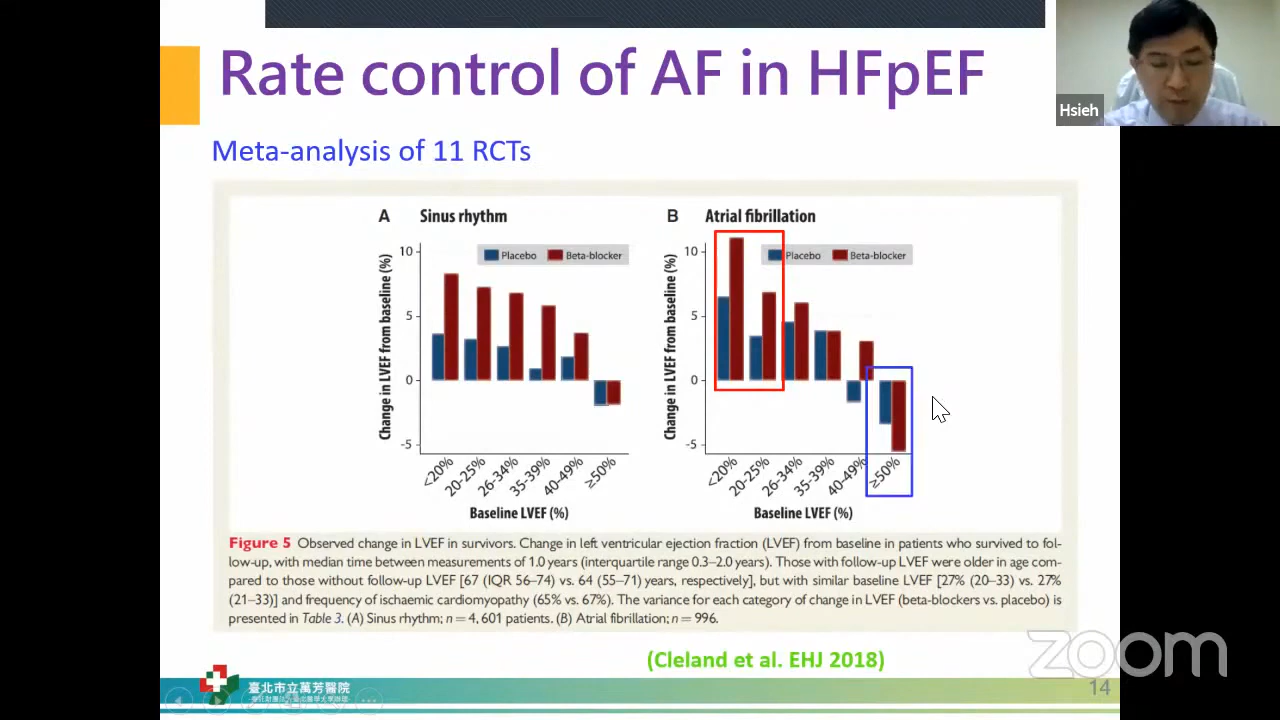 Rate control of AF in HFpEF
Hsieh
Meta-analysis of 11 RCTs
A Sinus rhythm
Placebo Beta-blocker
Change in LVEF from baseline (%)
10
5
0
-5
<20% 20-25% 26-34% 35-39% 40-49% ≥50%
Baseline LVEF (%)
B Atrial fibrillation
Placebo Beta-blocker
Change in LVEF from baseline (%)
10
5
0
-5
<20% 20-25% 26-34% 35-39% 40-49% ≥50%
Baseline LVEF (%)
Figure 5 Observed change in LVEF in survivors. Change in left ventricular ejection fraction (LVEF) from baseline in patients who survived to fol-
low-up, with median time between measurements of 1.0 years (interquartile range 0.3–2.0 years). Those with follow-up LVEF were older in age com-
pared to those without follow-up LVEF [67 (IQR 56–74) vs. 64 (55–71) years, respectively], but with similar baseline LVEF [27% (20–33) vs. 27%
(21–33)] and frequency of ischaemic cardiomyopathy (65% vs. 67%). The variance for each category of change in LVEF (beta-blockers vs. placebo) is
presented in Table 3. (A) Sinus rhythm; n = 4, 601 patients. (B) Atrial fibrillation; n = 996.
(Cleland et al. EHJ 2018)
zoom
臺北市立萬芳醫院
14